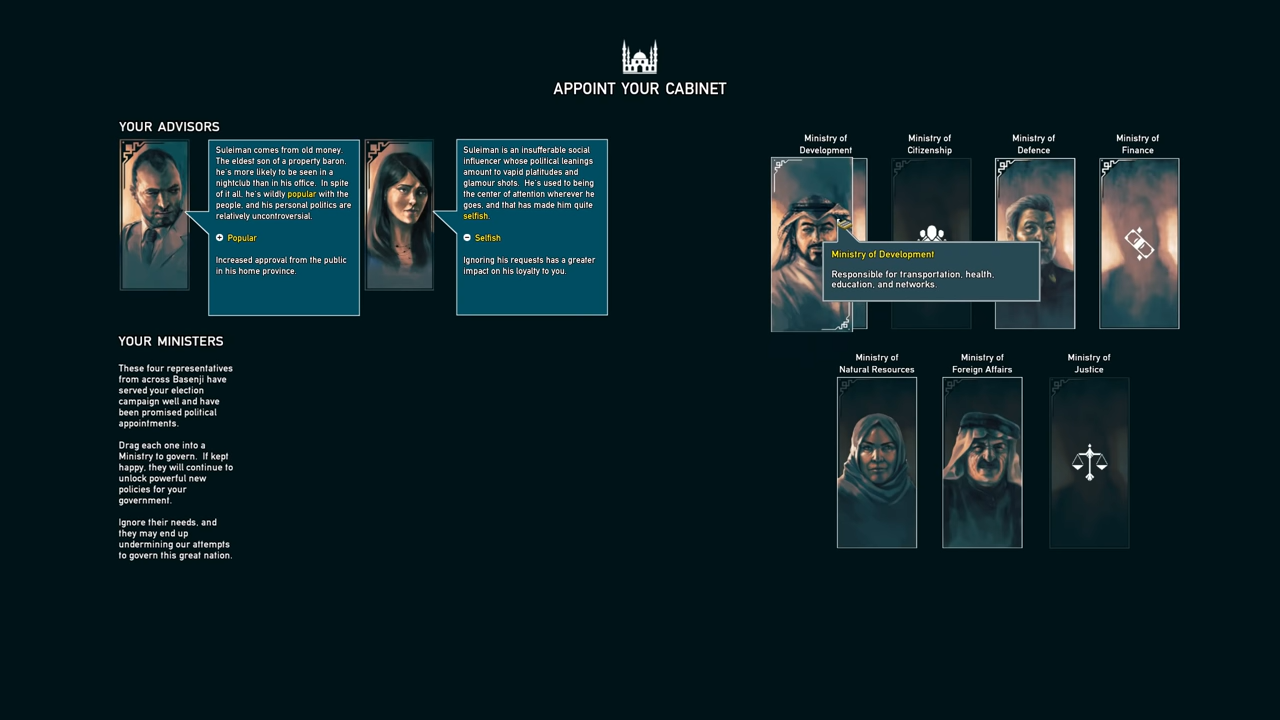 APPOINT YOUR CABINET
YOUR ADVISORS
Suleiman comes from old money.
The eldest son of a property baron,
he's more likely to be seen in a
nightclub than in his office. In spite
of it all, he's wildly popular with the
people, and his personal politics are
relatively uncontroversial.
Popular
Increased approval from the public
in his home province.
Suleiman is an insufferable social
influencer whose political leanings
amount to vapid platitudes and
glamour shots. He's used to being
the center of attention wherever he
goes, and that has made him quite
selfish.
Selfish
Ignoring his requests has a greater
impact on his loyalty to you.
YOUR MINISTERS
These four representatives
from across Basenji have
served your election
campaign well and have
been promised political
appointments.
Drag each one into a
Ministry to govern. If kept
happy, they will continue to
unlock powerful new
policies for your
government.
Ignore their needs, and
they may end up
undermining our attempts
to govern this great nation.
Ministry of
Development
Ministry of
Citizenship
Ministry of
Defence
Ministry of
Finance
Ministry of Development
Responsible for transportation, health,
education, and networks.
Ministry of
Natural Resources
Ministry of
Foreign Affairs
Ministry of
Justice